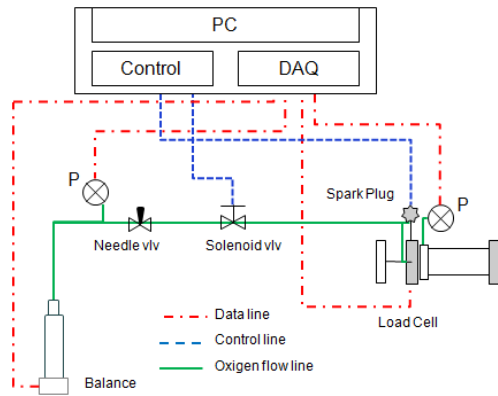 PC
Control
DAQ
P
Spark Plug
P
Needle vlv
Solenoid vlv
Load Cell
Data line
Control line
Oxigen flow line
Balance